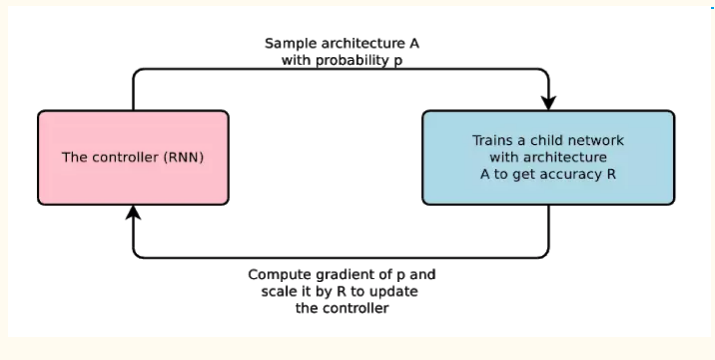 Sample architecture A
with probability p
The controller (RNN)
Trains a child network
with architecture
A to get accuracy R
Compute gradient of p and
scale it by R to update
the controller